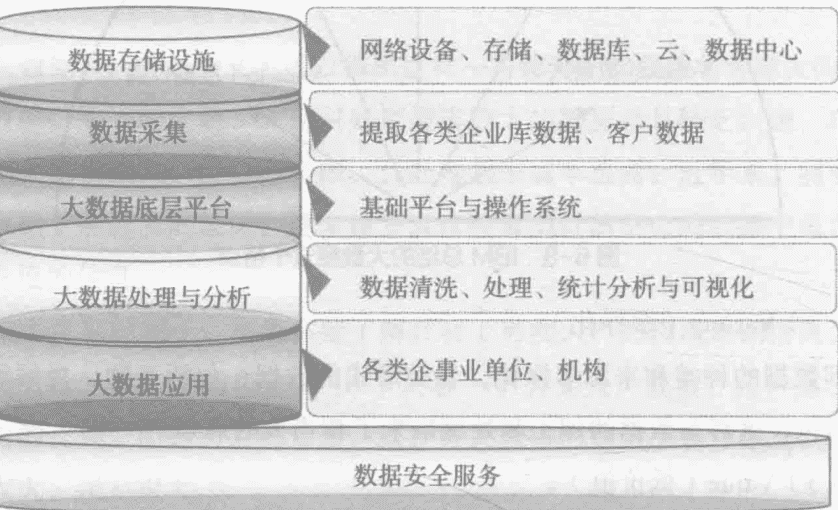 数据存储设施
网络设备、存储、数据库、云、数据中心
数据采集
提取各类企业库数据、客户数据
大数据底层平台
基础平台与操作系统
大数据处理与分析
数据清洗、处理、统计分析与可视化
大数据应用
各类企事业单位、机构
数据安全服务